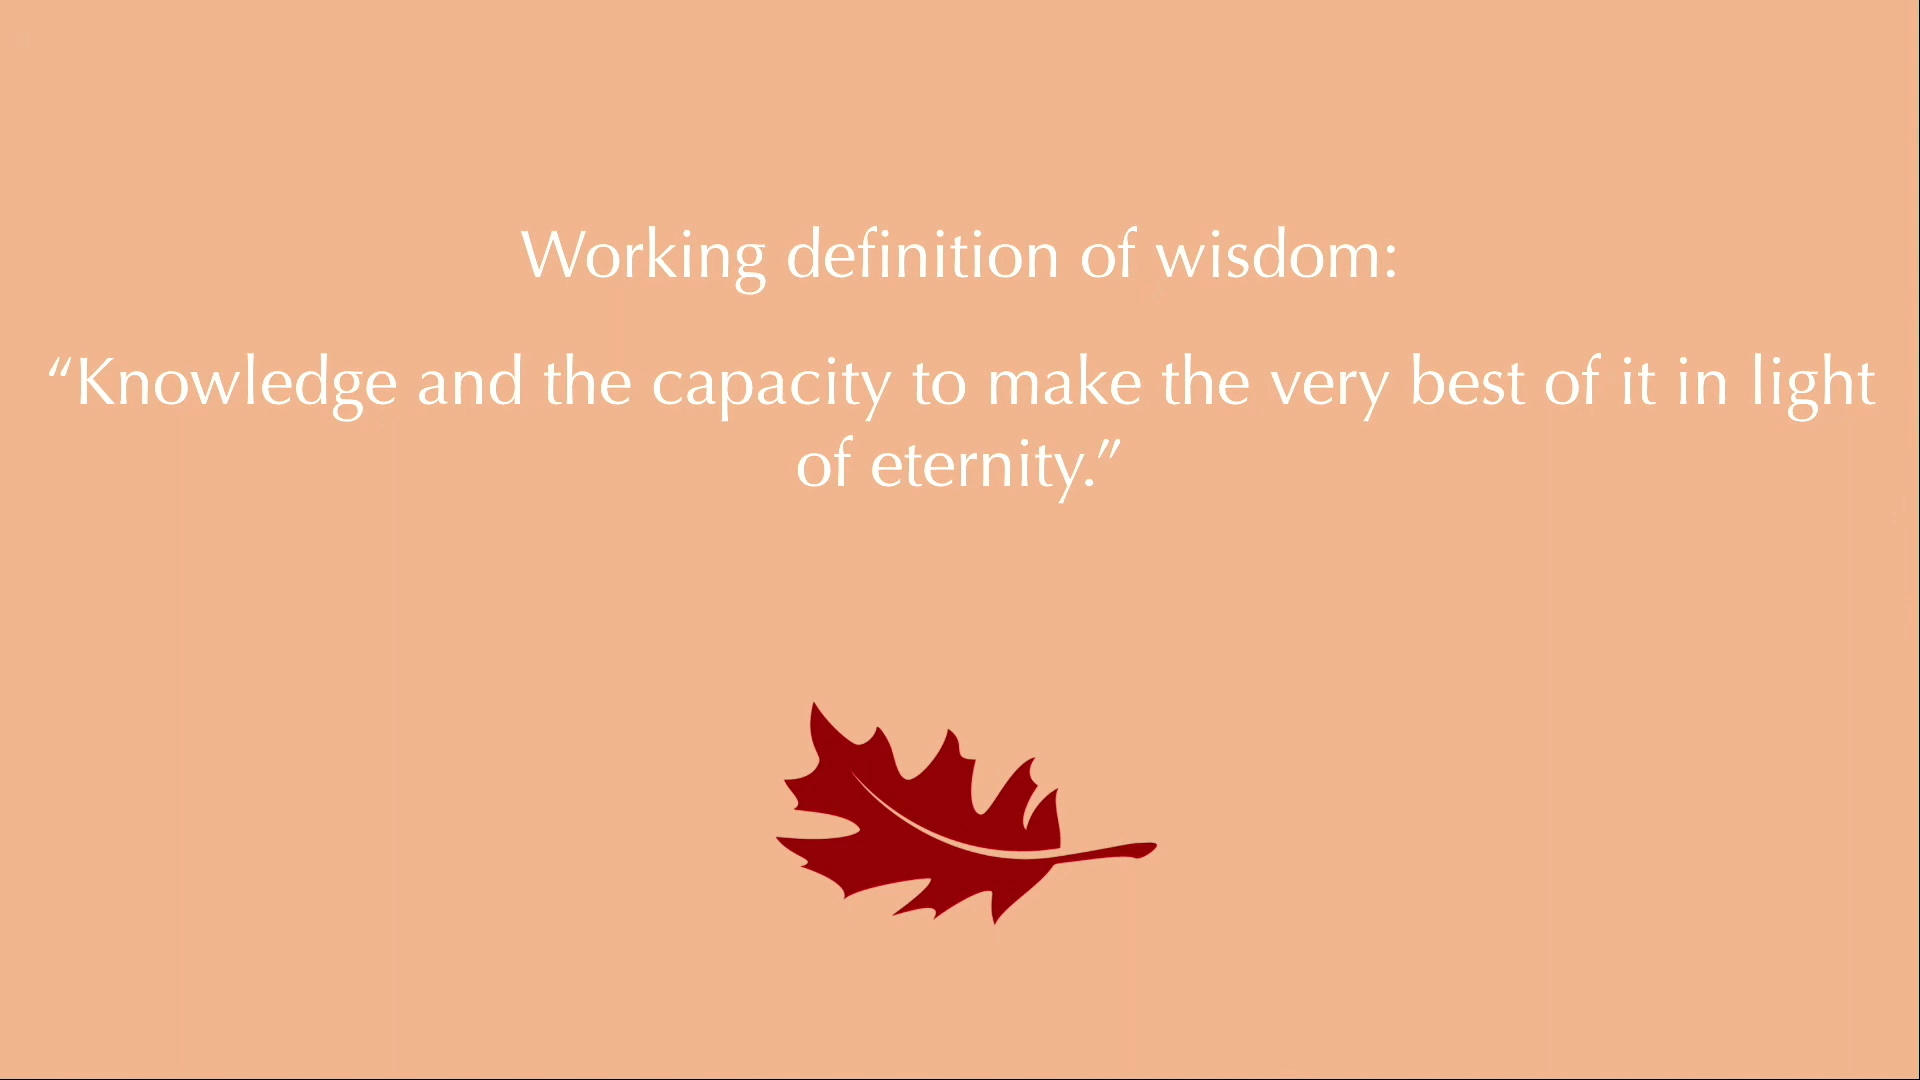 Working definition of wisdom:
“Knowledge and the capacity to make the very best of it in light
of eternity.”